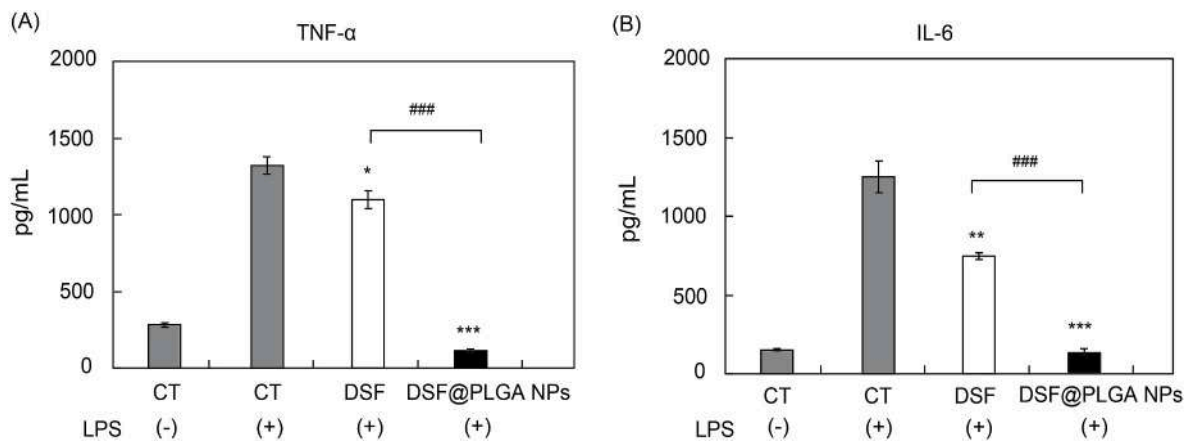 (A)
TNF-α
2000
1500
1000
500
0
pg/mL
###
*
***
CT CT DSF DSF@PLGA NPs
LPS (-) (+) (+) (+)
(B)
IL-6
2000
1500
1000
500
0
pg/mL
###
**
***
CT CT DSF DSF@PLGA NPs
LPS (-) (+) (+) (+)